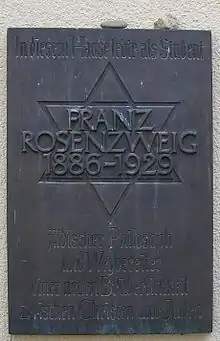 In diesem Hause lebte als Student
FRANZ
ROSENZWEIG
1886-1929
Jüdischer Philosoph
und Wegbereiter
einer neuen Brüderlichkeit
zwischen Christen und Juden